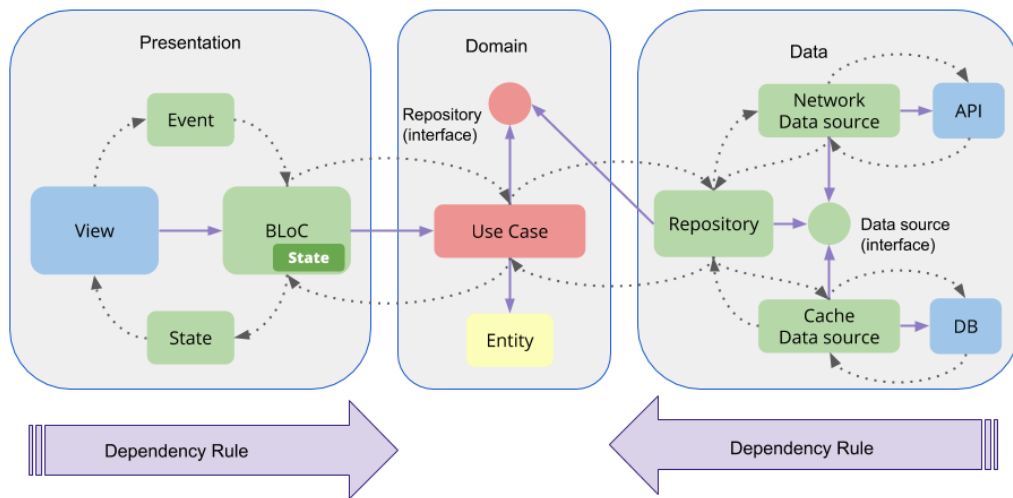 Presentation
Domain
Data
Event
Repository
(interface)
Network
Data source
API
View
BLoC
State
Use Case
Repository
Data source
(interface)
State
Entity
Cache
Data source
DB
Dependency Rule
Dependency Rule